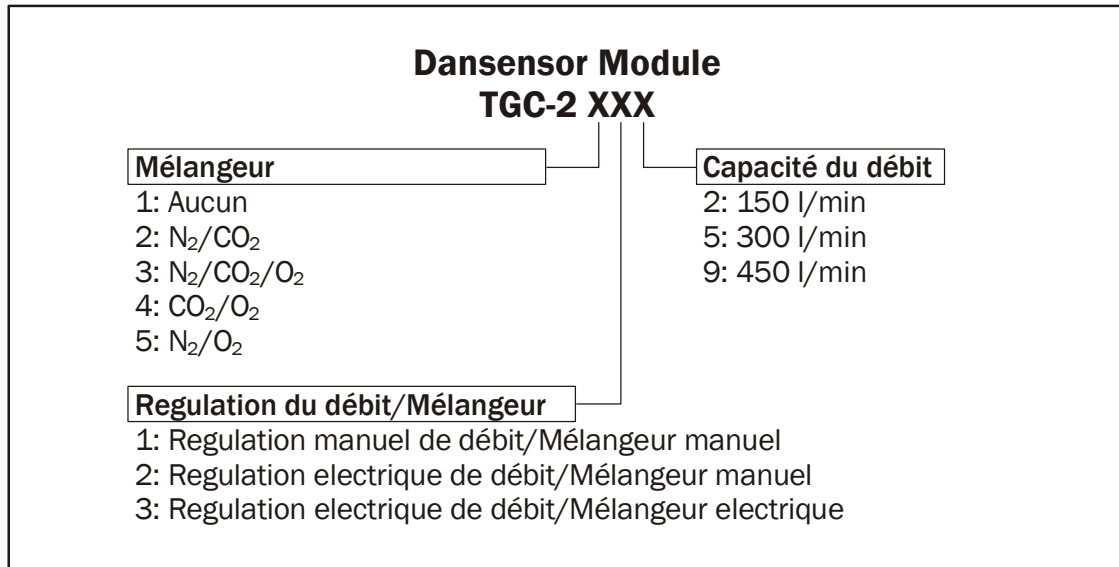 Dansensor Module
TGC-2 XXX
Mélangeur
1: Aucun
2: N₂/CO₂
3: N₂/CO₂/O₂
4: CO₂/O₂
5: N₂/O₂
Capacité du débit
2: 150 l/min
5: 300 l/min
9: 450 l/min
Regulation du débit/Mélangeur
1: Regulation manuel de débit/Mélangeur manuel
2: Regulation electrique de débit/Mélangeur manuel
3: Regulation electrique de débit/Mélangeur electrique